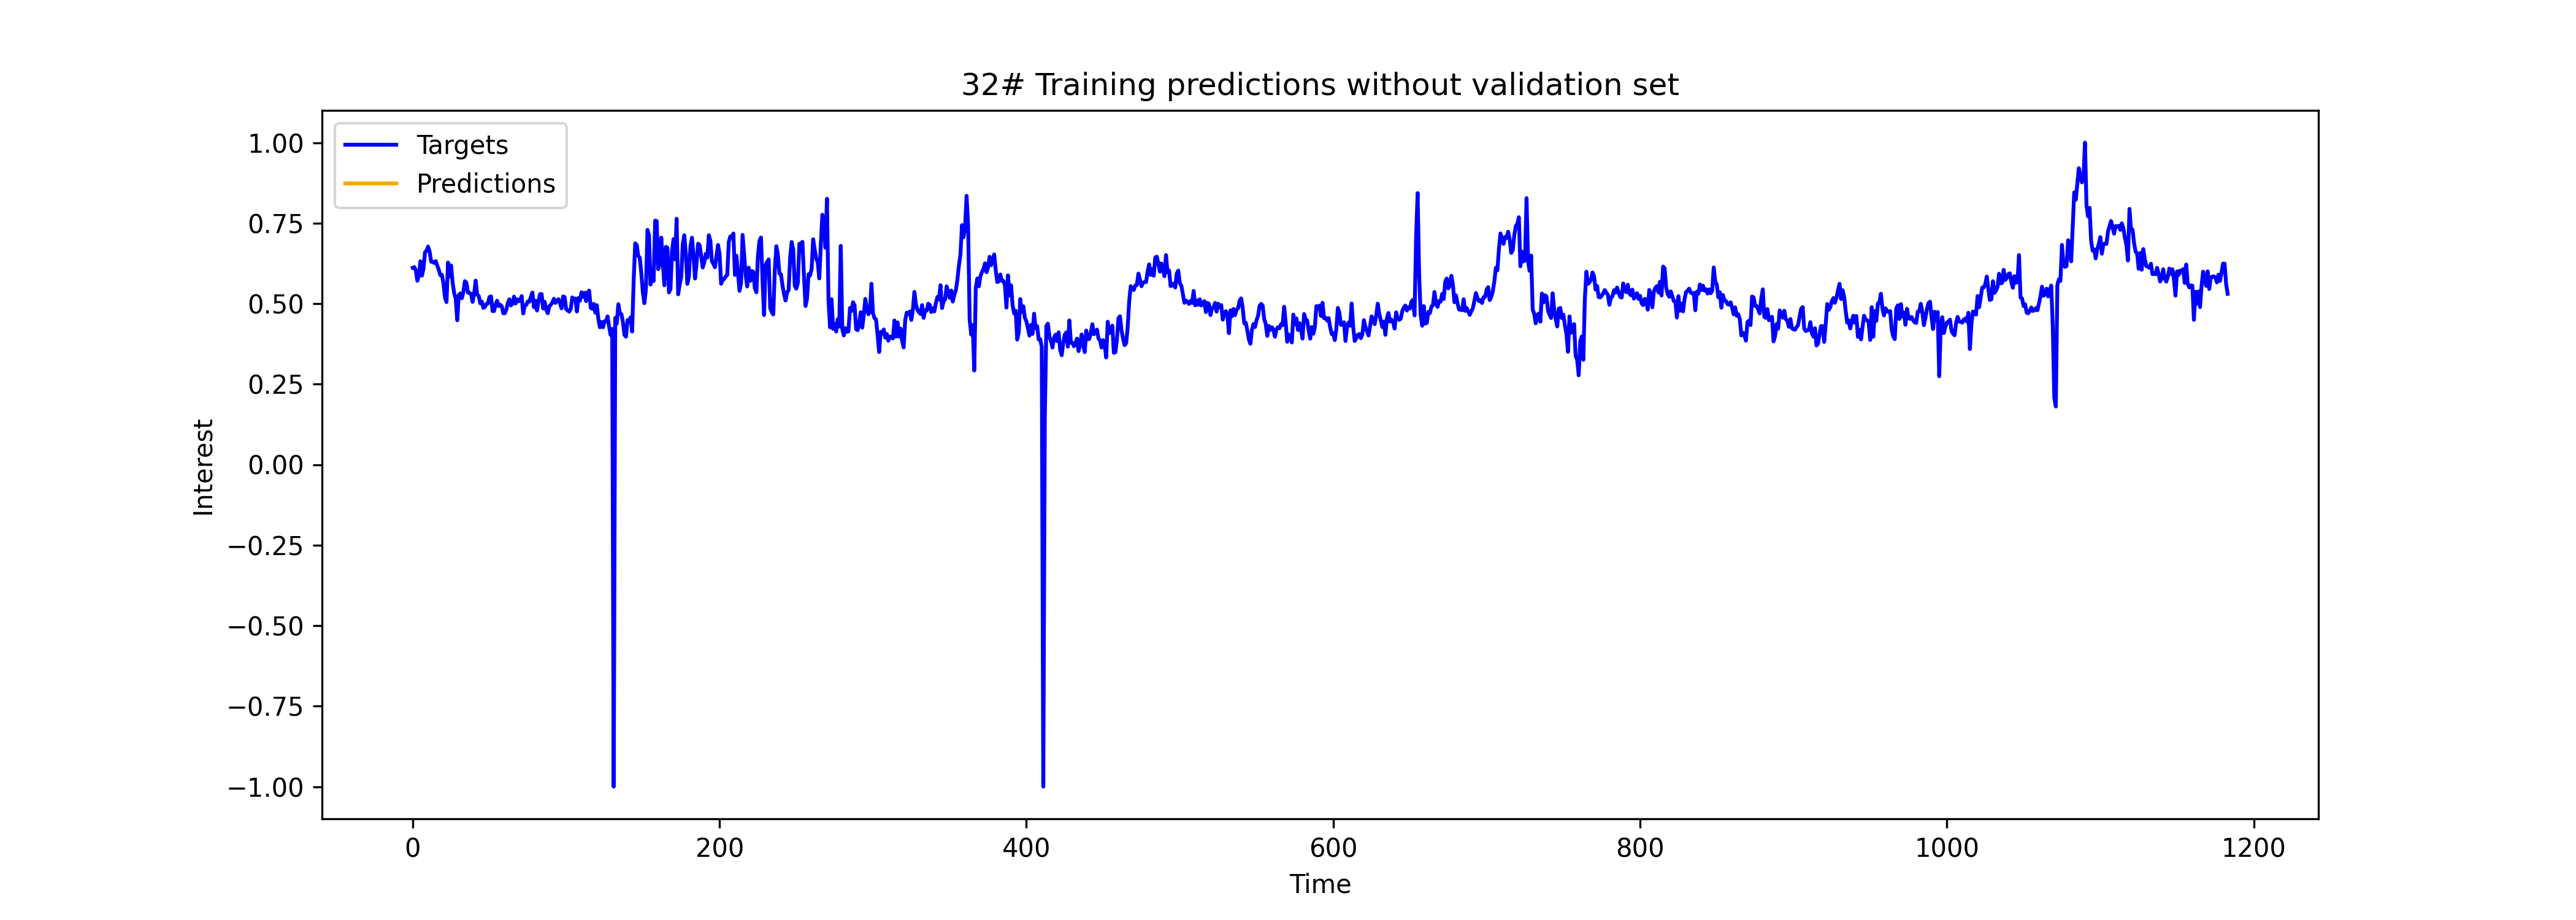 32# Training predictions without validation set
Targets
Predictions
1.00
0.75
0.50
0.25
0.00
−0.25
−0.50
−0.75
−1.00
Interest
0 200 400 600 800 1000 1200
Time